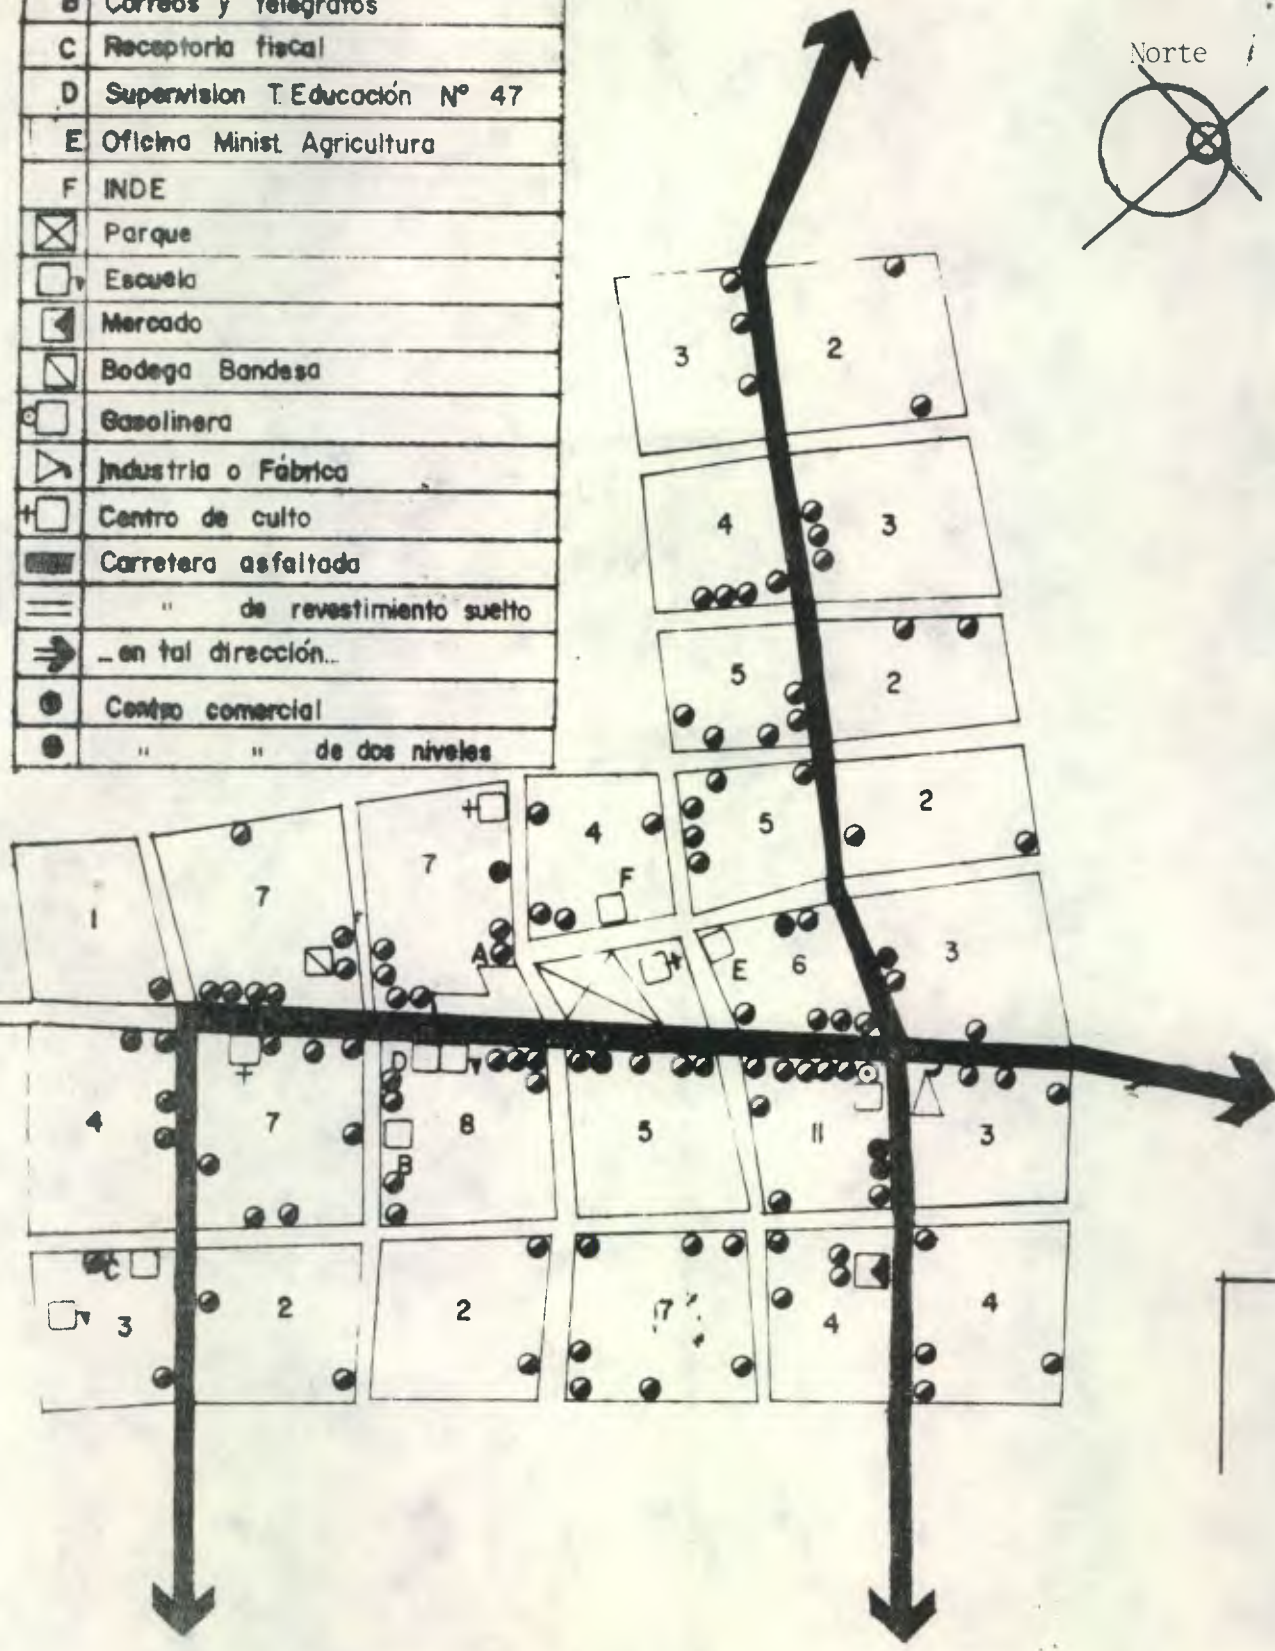 B Correos y Telégrafos
C Receptoria fiscal
D Supervision T. Educación Nº 47
E Oficina Minist. Agricultura
F INDE
Parque
Escuela
Mercado
Bodega Bandesa
Gasolinera
Industria o Fábrica
Centro de culto
Carretera asfaltada
" de revestimiento suelto
_ en tal dirección...
Centro comercial
" " de dos niveles
Norte
3 2
4 3
5 2
5 2
1 7 7 4 F
A E 6 3
4 7 D 8 B 5 11 3
C 3 2 2 7 4 4